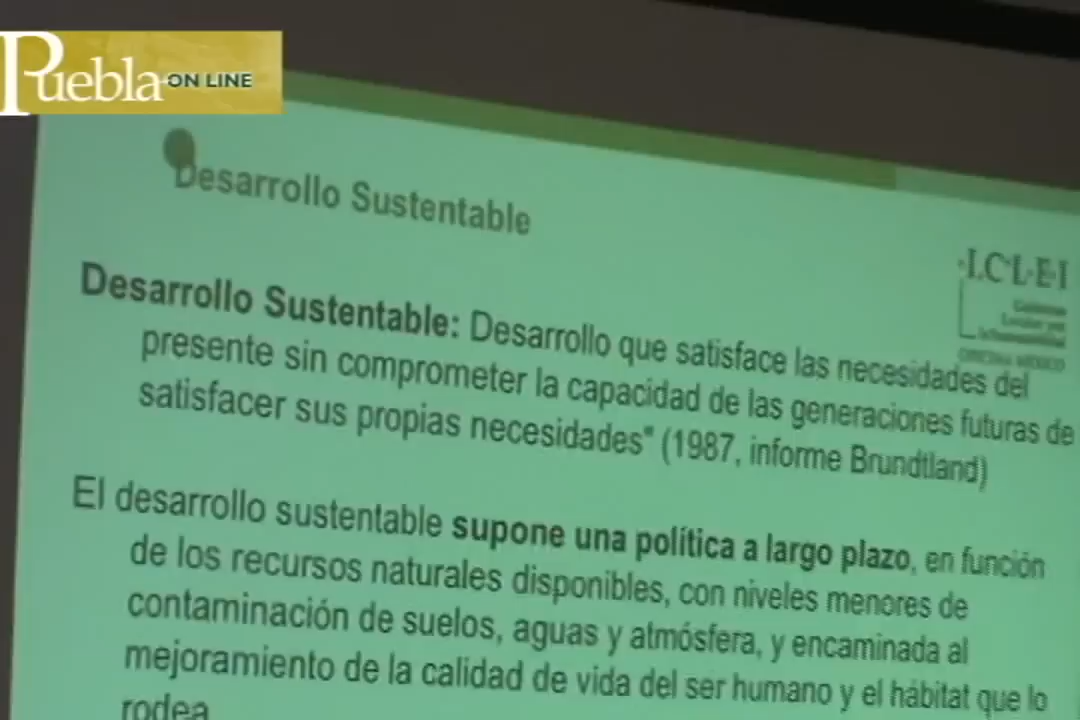 Puebla ON LINE
Desarrollo Sustentable
·I·C·L·E·I
Desarrollo Sustentable: Desarrollo que satisface las necesidades del
presente sin comprometer la capacidad de las generaciones futuras de
satisfacer sus propias necesidades" (1987, informe Brundtland)
El desarrollo sustentable supone una política a largo plazo, en función
de los recursos naturales disponibles, con niveles menores de
contaminación de suelos, aguas y atmósfera, y encaminada al
mejoramiento de la calidad de vida del ser humano y el hábitat que lo
rodea